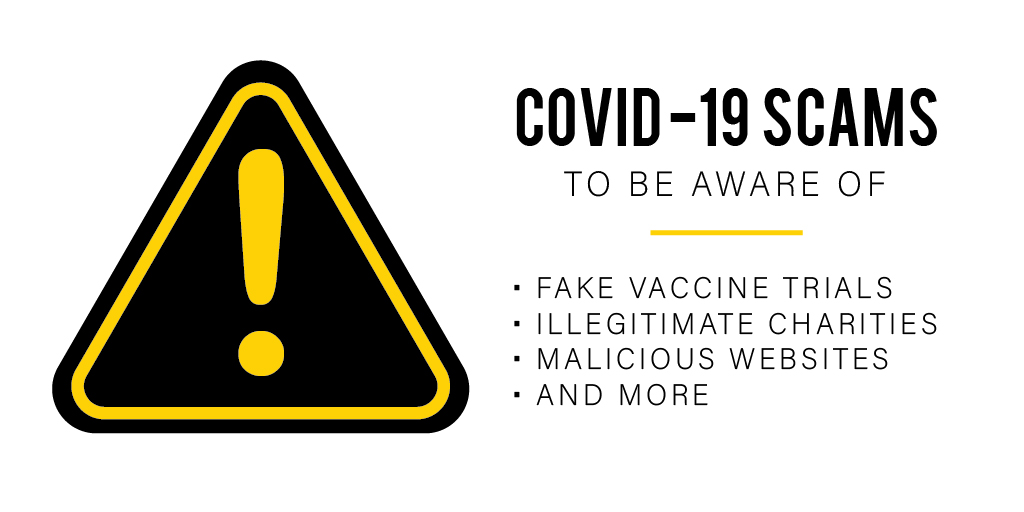 COVID-19 SCAMS
TO BE AWARE OF
· FAKE VACCINE TRIALS
· ILLEGITIMATE CHARITIES
· MALICIOUS WEBSITES
· AND MORE